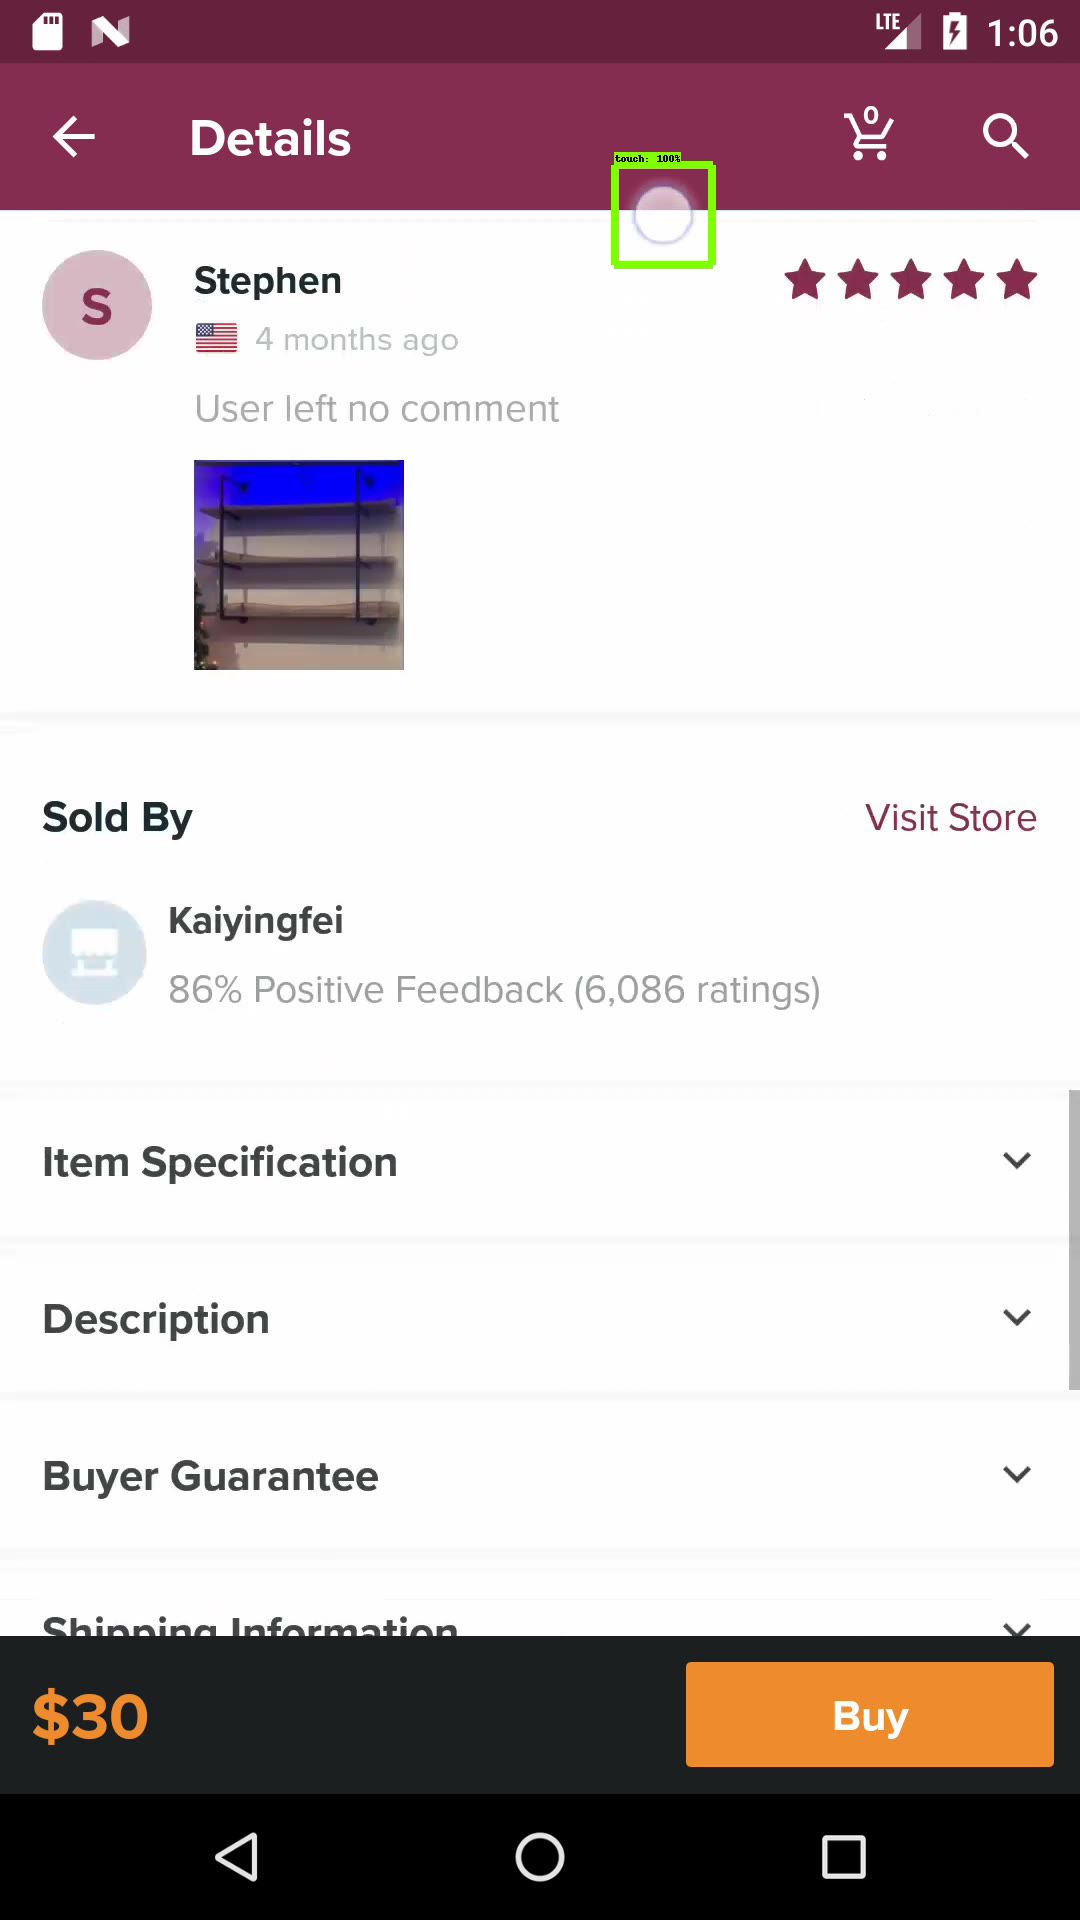 LTE 1:06
Details 0
touch: 100%
S Stephen
4 months ago
User left no comment
Sold By Visit Store
Kaiyingfei
86% Positive Feedback (6,086 ratings)
Item Specification
Description
Buyer Guarantee
Shipping Information
$30 Buy